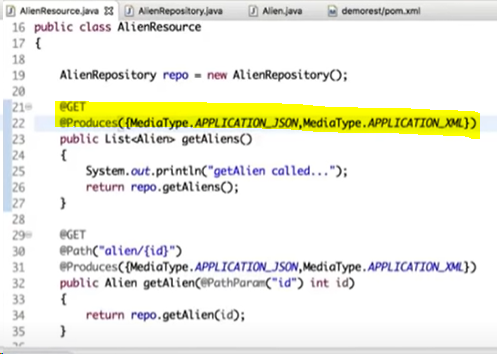 AlienResource.java AlienRepository.java Alien.java demorest/pom.xml
16 public class AlienResource
17 {
18
19 AlienRepository repo = new AlienRepository();
20
21 @GET
22 @Produces({MediaType.APPLICATION_JSON,MediaType.APPLICATION_XML})
23 public List<Alien> getAliens()
24 {
25 System.out.println("getAlien called...");
26 return repo.getAliens();
27 }
28
29 @GET
30 @Path("alien/{id}")
31 @Produces({MediaType.APPLICATION_JSON,MediaType.APPLICATION_XML})
32 public Alien getAlien(@PathParam("id") int id)
33 {
34 return repo.getAlien(id);
35 }
36